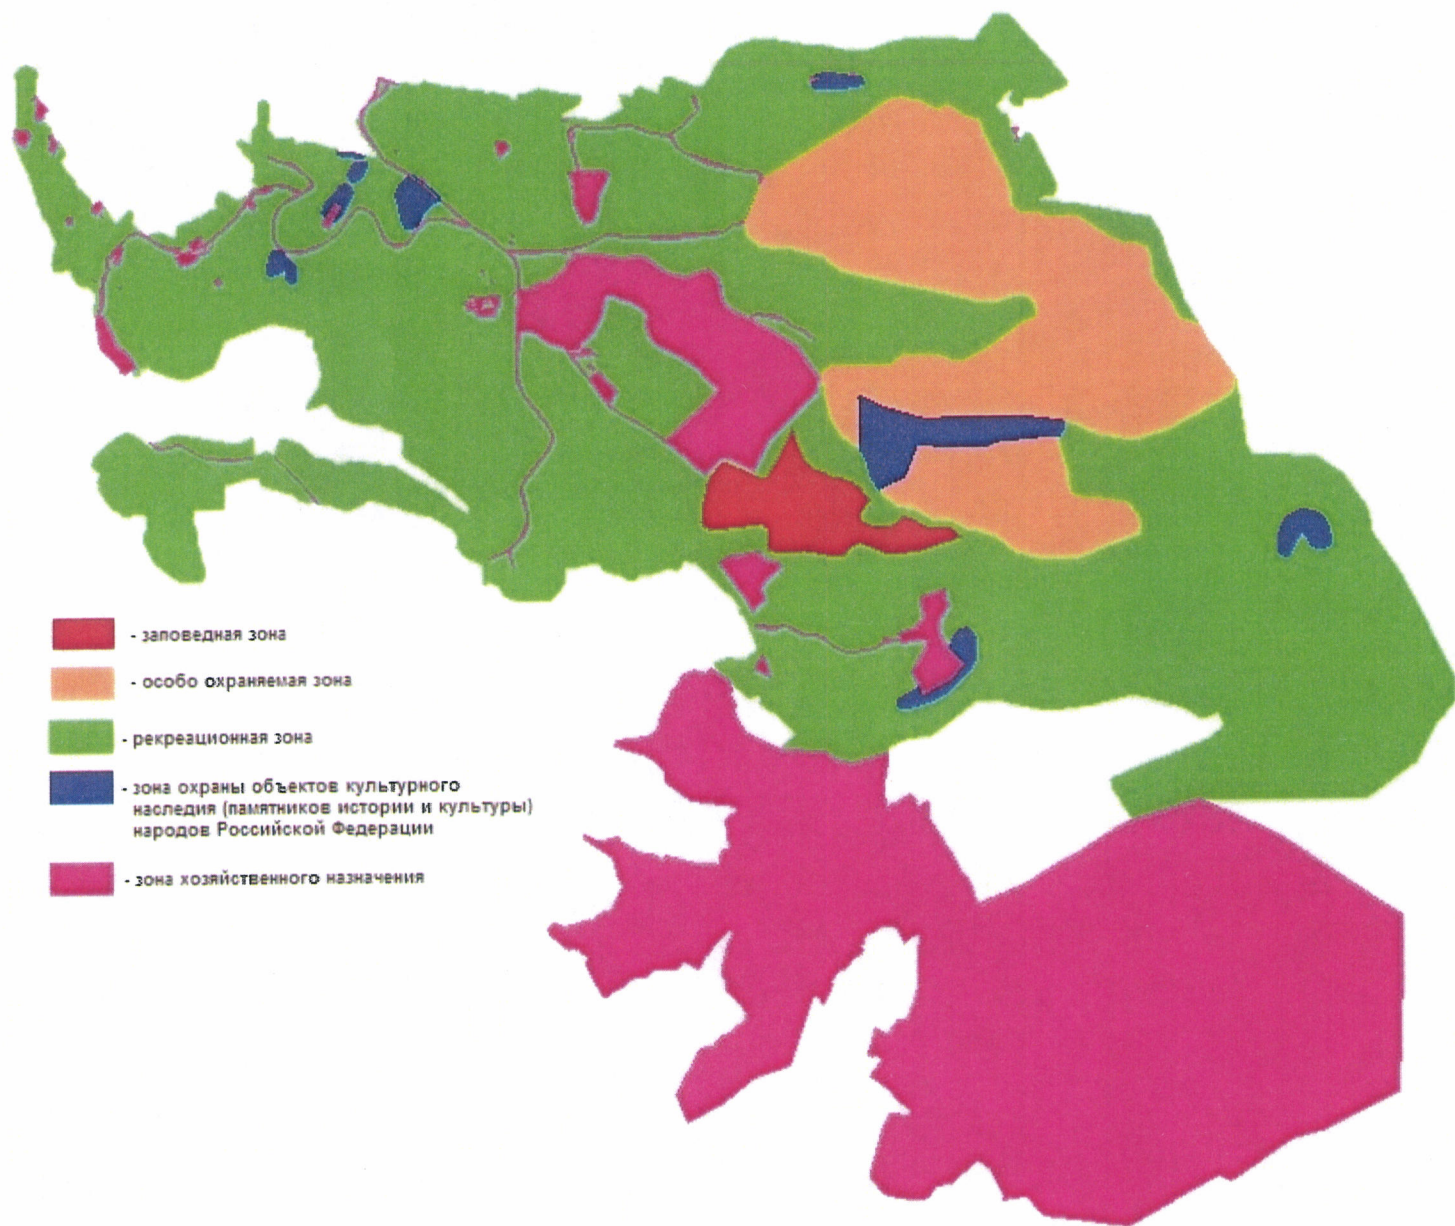 - заповедная зона
- особо охраняемая зона
- рекреационная зона
- зона охраны объектов культурного
наследия (памятников истории и культуры)
народов Российской Федерации
- зона хозяйственного назначения